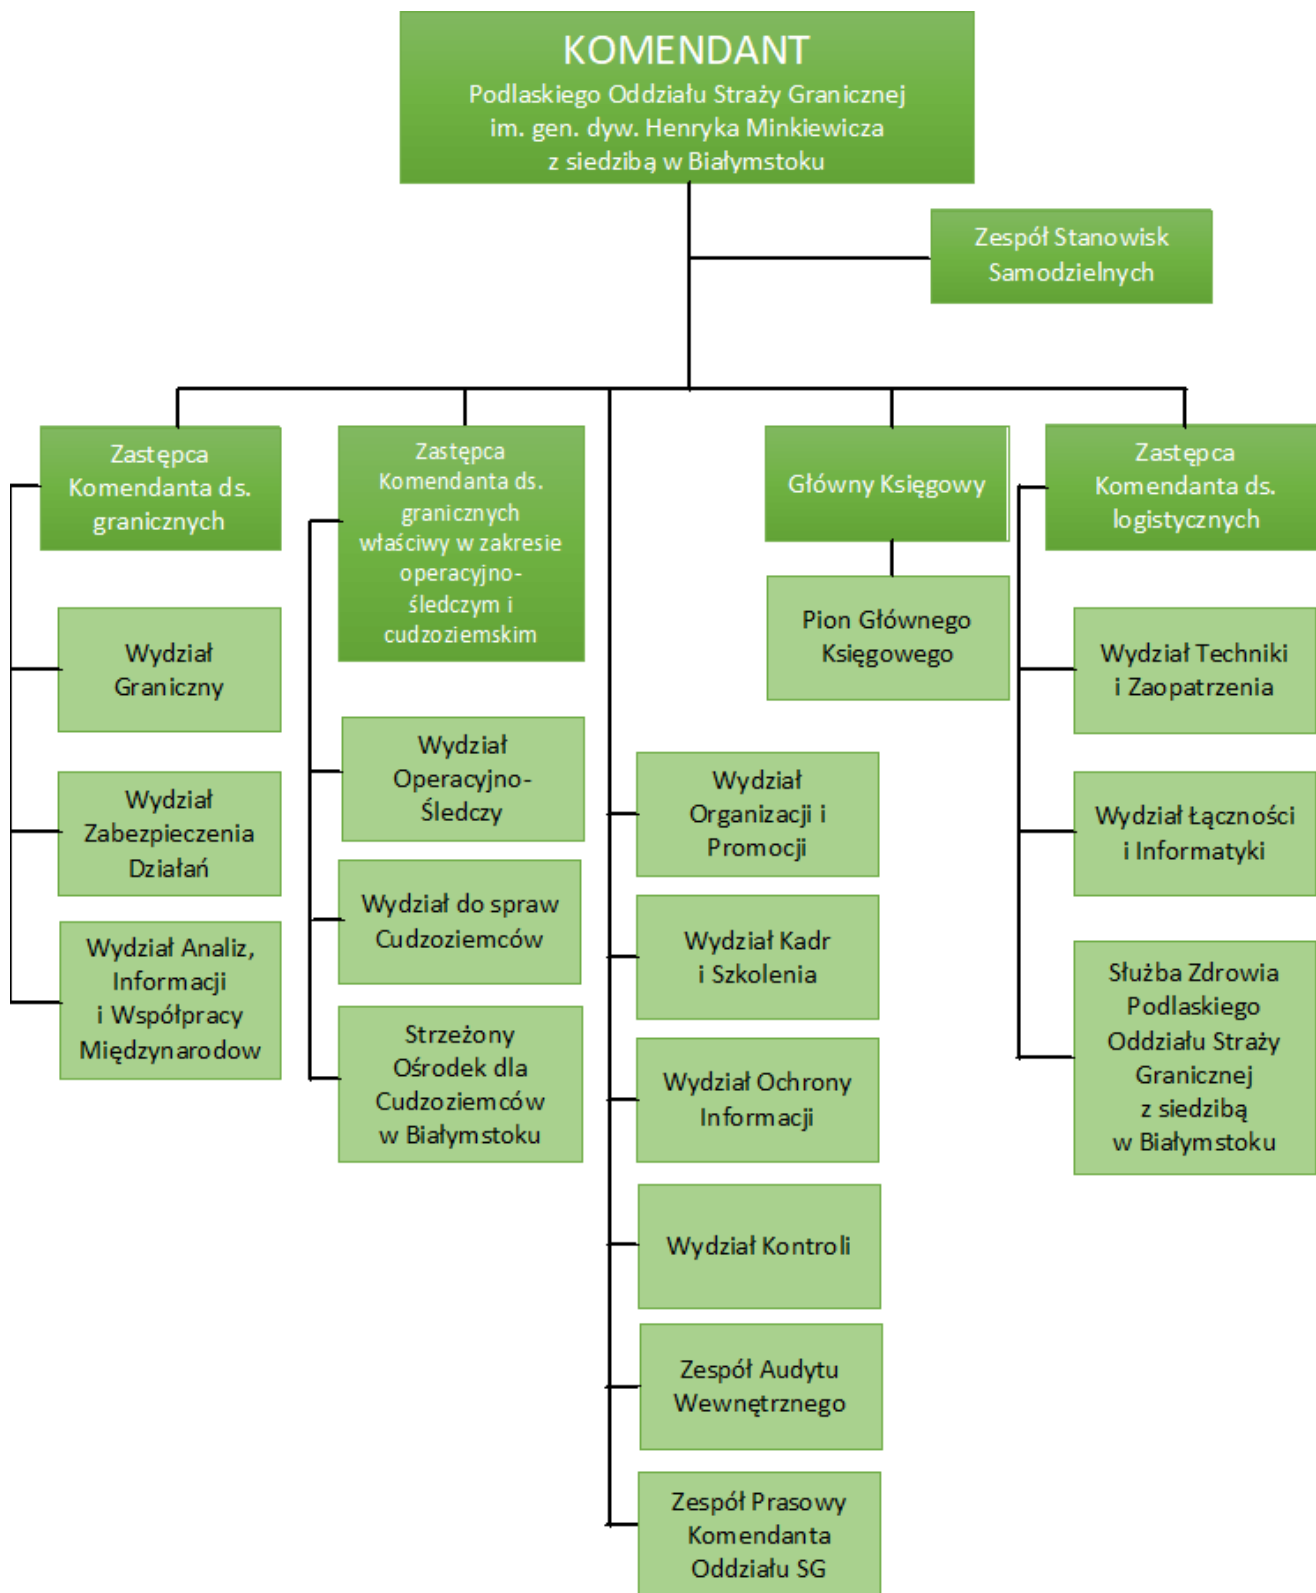 KOMENDANT
Podlaskiego Oddziału Straży Granicznej
im. gen. dyw. Henryka Minkiewicza
z siedzibą w Białymstoku
Zespół Stanowisk
Samodzielnych
Zastępca
Komendanta ds.
granicznych
Zastępca
Komendanta ds.
granicznych
właściwy w zakresie
operacyjno-
śledczym i
cudzoziemskim
Główny Księgowy
Zastępca
Komendanta ds.
logistycznych
Wydział
Graniczny
Wydział
Zabezpieczenia
Działań
Wydział Analiz,
Informacji
i Współpracy
Międzynarodow
Wydział
Operacyjno-
Śledczy
Wydział do spraw
Cudzoziemców
Strzeżony
Ośrodek dla
Cudzoziemców
w Białymstoku
Wydział
Organizacji i
Promocji
Wydział Kadr
i Szkolenia
Wydział Ochrony
Informacji
Wydział Kontroli
Zespół Audytu
Wewnętrznego
Zespół Prasowy
Komendanta
Oddziału SG
Pion Głównego
Księgowego
Wydział Techniki
i Zaopatrzenia
Wydział Łączności
i Informatyki
Służba Zdrowia
Podlaskiego
Oddziału Straży
Granicznej
z siedzibą
w Białymstoku